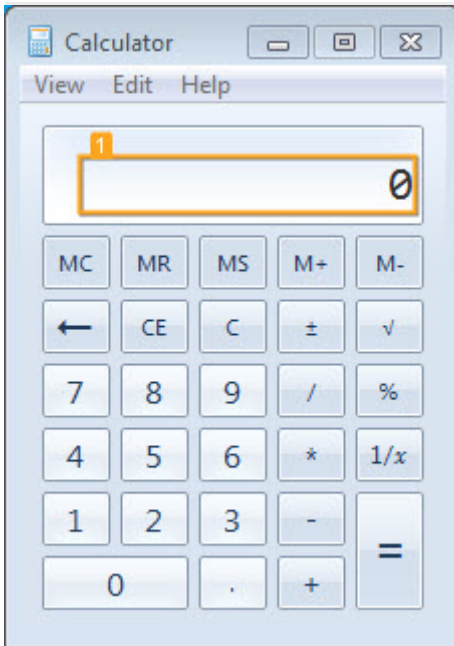 Calculator
View Edit Help
1
0
MC MR MS M+ M-
← CE C ± √
7 8 9 / %
4 5 6 * 1/x
1 2 3 - =
0 . +